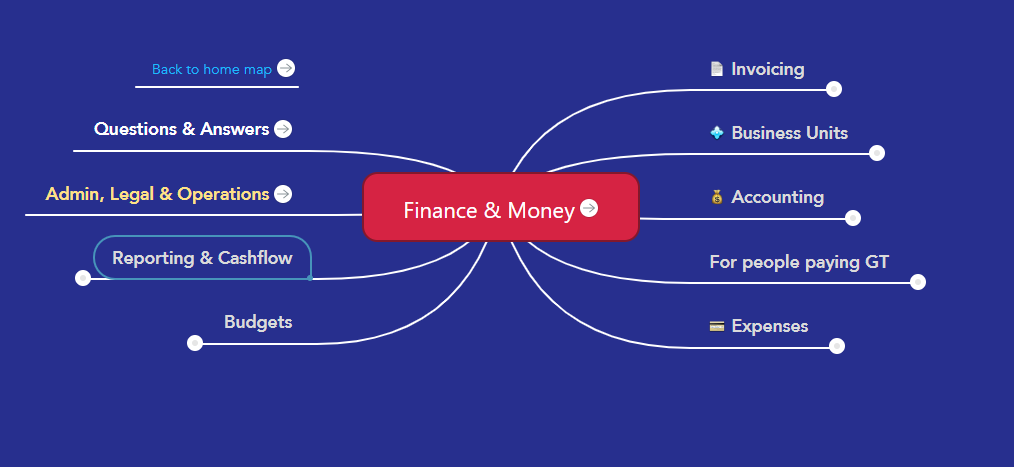 Back to home map
Questions & Answers
Admin, Legal & Operations
Reporting & Cashflow
Budgets
Finance & Money
Invoicing
Business Units
Accounting
For people paying GT
Expenses